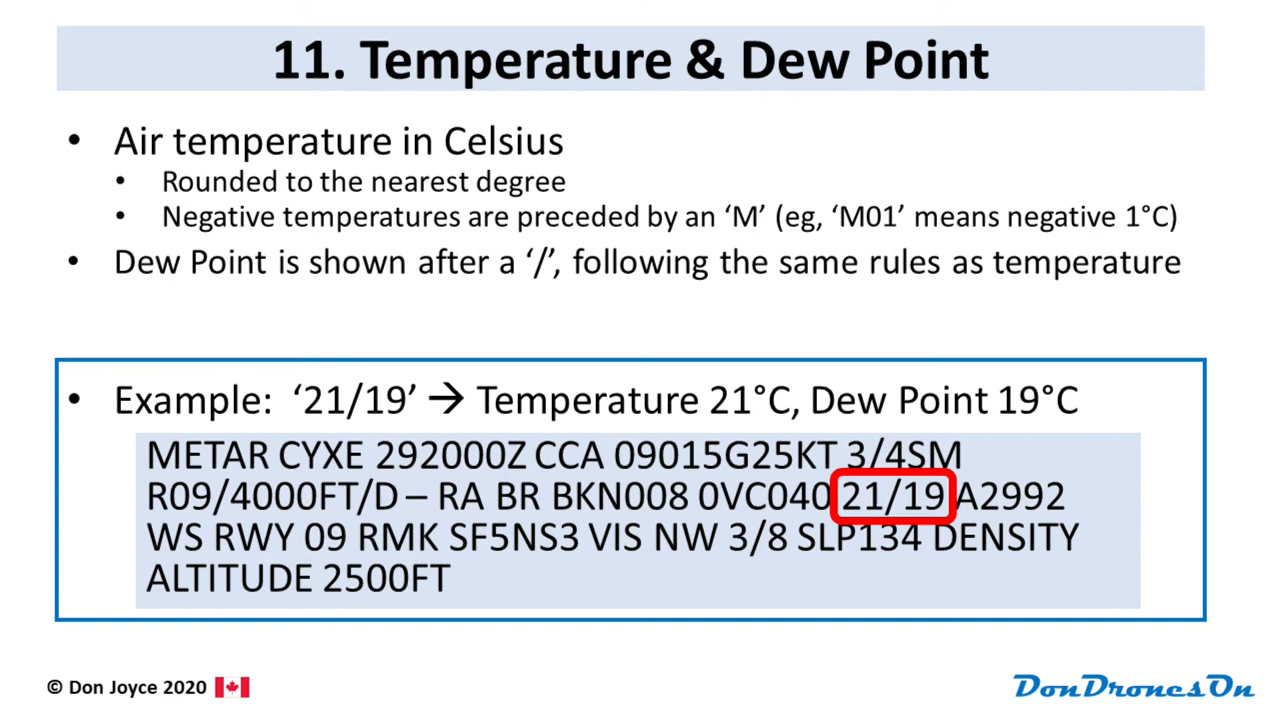 11. Temperature & Dew Point
• Air temperature in Celsius
• Rounded to the nearest degree
• Negative temperatures are preceded by an ‘M’ (eg, ‘M01’ means negative 1°C)
• Dew Point is shown after a ‘/’, following the same rules as temperature
• Example: ‘21/19’ → Temperature 21°C, Dew Point 19°C
METAR CYXE 292000Z CCA 09015G25KT 3/4SM
R09/4000FT/D – RA BR BKN008 0VC040 21/19 A2992
WS RWY 09 RMK SF5NS3 VIS NW 3/8 SLP134 DENSITY
ALTITUDE 2500FT
© Don Joyce 2020
DonDronesOn